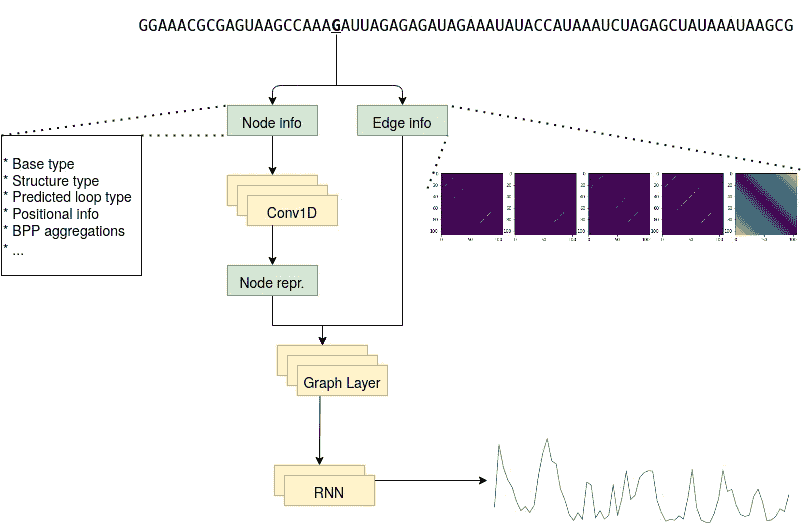 GGAAACGCGAGUAAGCCAAAGAUUAGAGAGAUAGAAAUAUACCAUAAAUCUAGAGCUAUAAAUAAGCG
Node info
Edge info
* Base type
* Structure type
* Predicted loop type
* Positional info
* BPP aggregations
* ...
Conv1D
Node repr.
Graph Layer
RNN